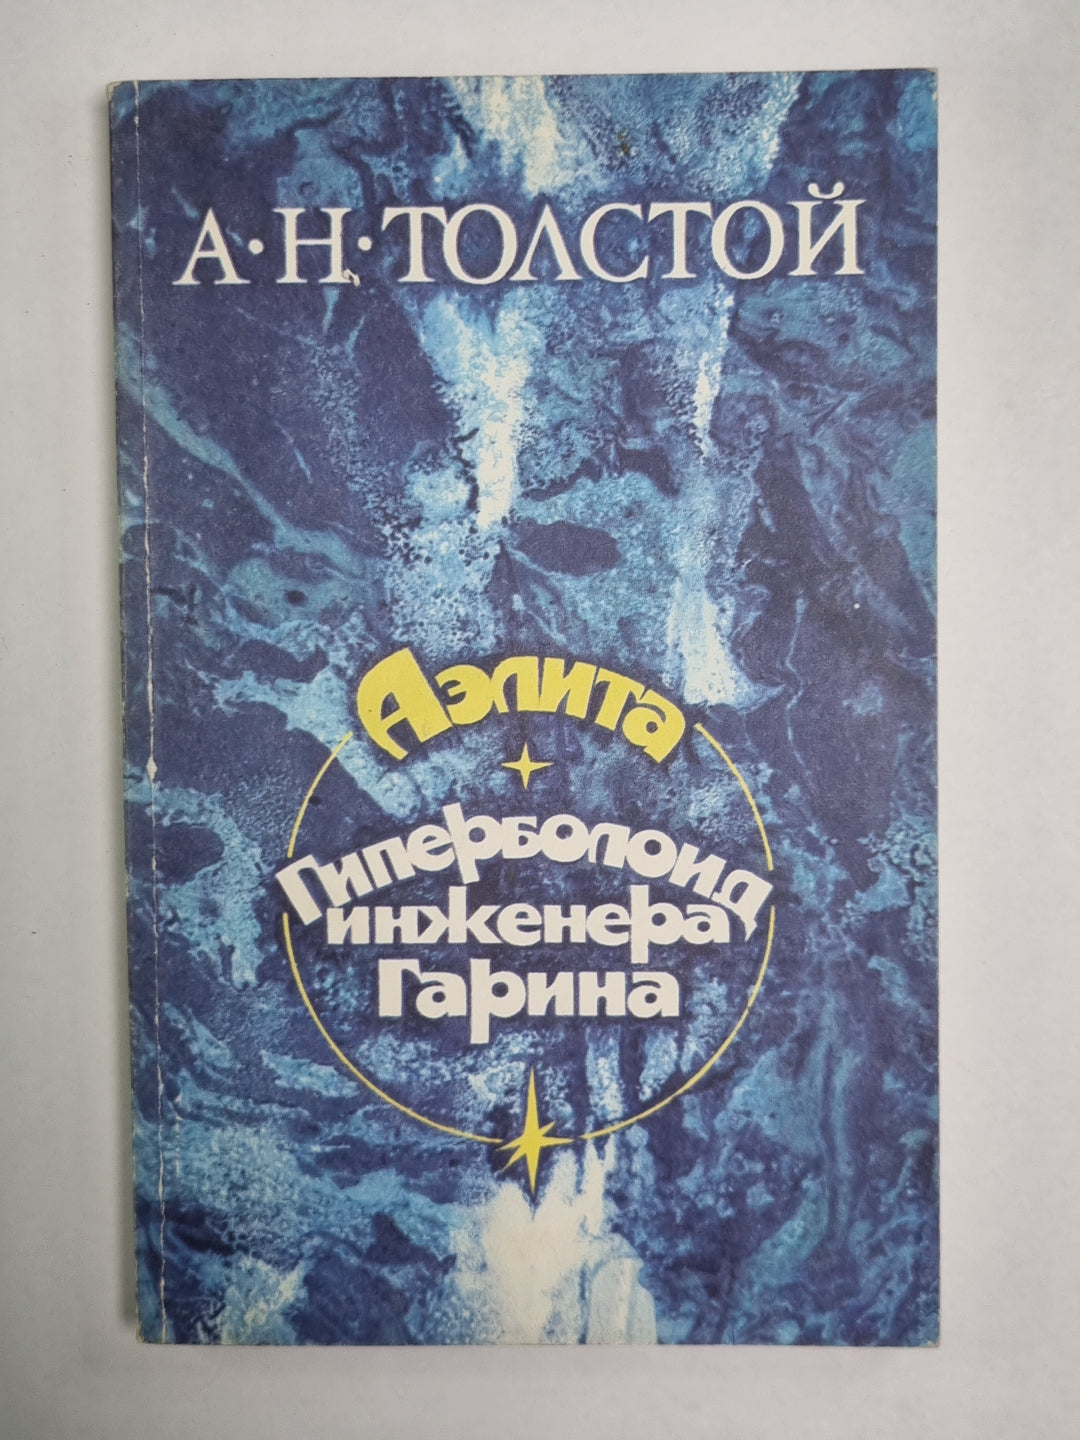 А·Н·ТОЛСТОЙ
Аэлита
Гиперболоид
инженера
Гарина